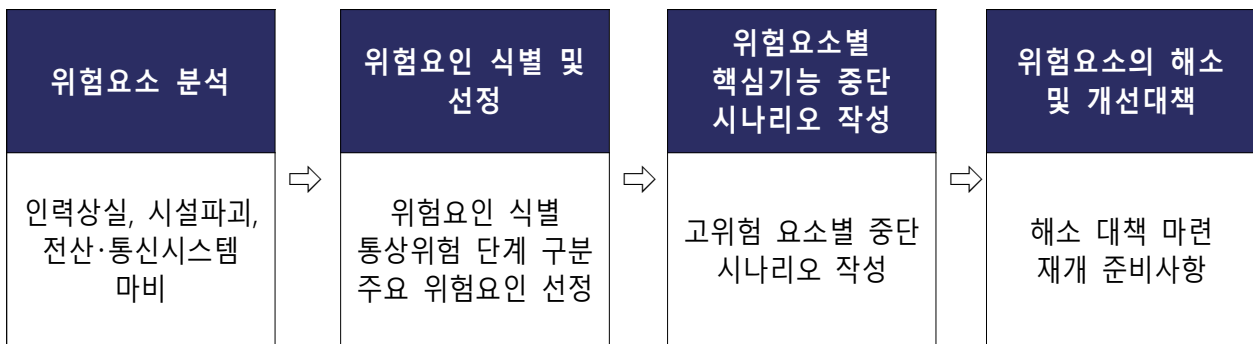 위험요소 분석
인력상실, 시설파괴,
전산·통신시스템
마비
⇨
위험요인 식별 및
선정
위험요인 식별
통상위험 단계 구분
주요 위험요인 선정
⇨
위험요소별
핵심기능 중단
시나리오 작성
고위험 요소별 중단
시나리오 작성
⇨
위험요소의 해소
및 개선대책
해소 대책 마련
재개 준비사항